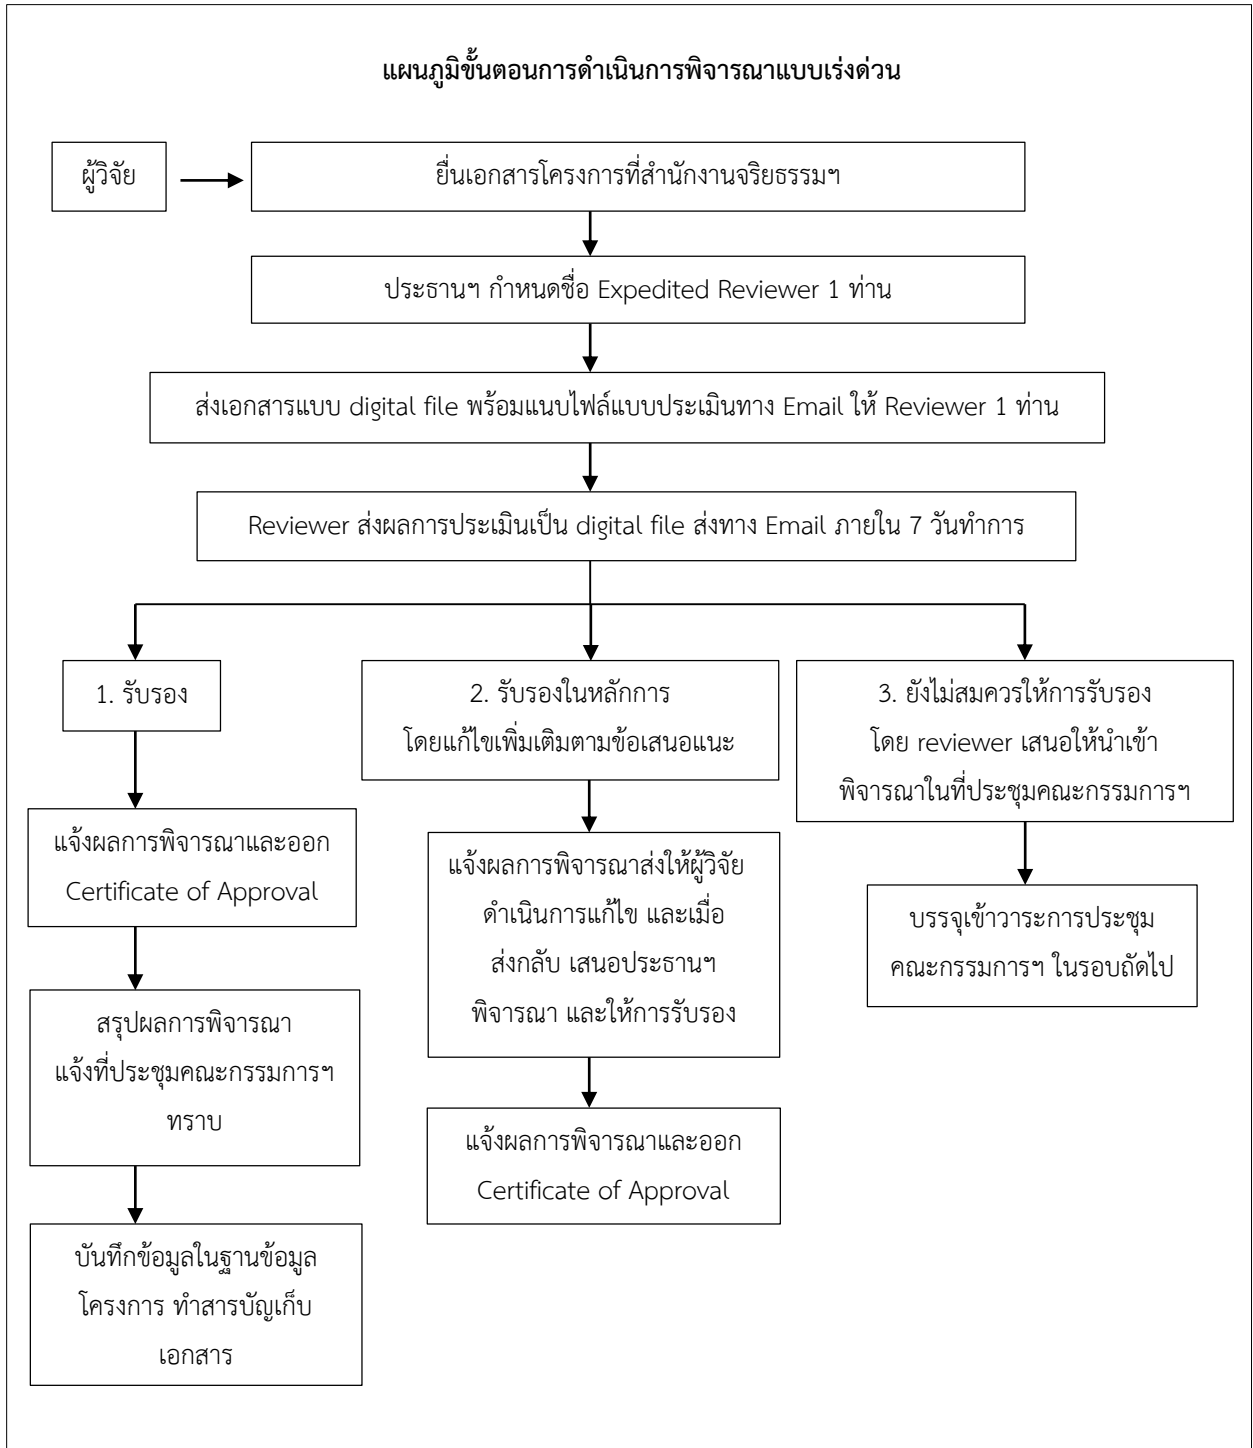 แผนภูมิขั้นตอนการดำเนินการพิจารณาแบบเร่งด่วน
ผู้วิจัย
ยื่นเอกสารโครงการที่สำนักงานจริยธรรมฯ
ประธานฯ กำหนดชื่อ Expedited Reviewer 1 ท่าน
ส่งเอกสารแบบ digital file พร้อมแนบไฟล์แบบประเมินทาง Email ให้ Reviewer 1 ท่าน
Reviewer ส่งผลการประเมินเป็น digital file ส่งทาง Email ภายใน 7 วันทำการ
1. รับรอง
แจ้งผลการพิจารณาและออก
Certificate of Approval
สรุปผลการพิจารณา
แจ้งที่ประชุมคณะกรรมการฯ
ทราบ
บันทึกข้อมูลในฐานข้อมูล
โครงการ ทำสารบัญเก็บ
เอกสาร
2. รับรองในหลักการ
โดยแก้ไขเพิ่มเติมตามข้อเสนอแนะ
แจ้งผลการพิจารณาส่งให้ผู้วิจัย
ดำเนินการแก้ไข และเมื่อ
ส่งกลับ เสนอประธานฯ
พิจารณา และให้การรับรอง
แจ้งผลการพิจารณาและออก
Certificate of Approval
3. ยังไม่สมควรให้การรับรอง
โดย reviewer เสนอให้นำเข้า
พิจารณาในที่ประชุมคณะกรรมการฯ
บรรจุเข้าวาระการประชุม
คณะกรรมการฯ ในรอบถัดไป